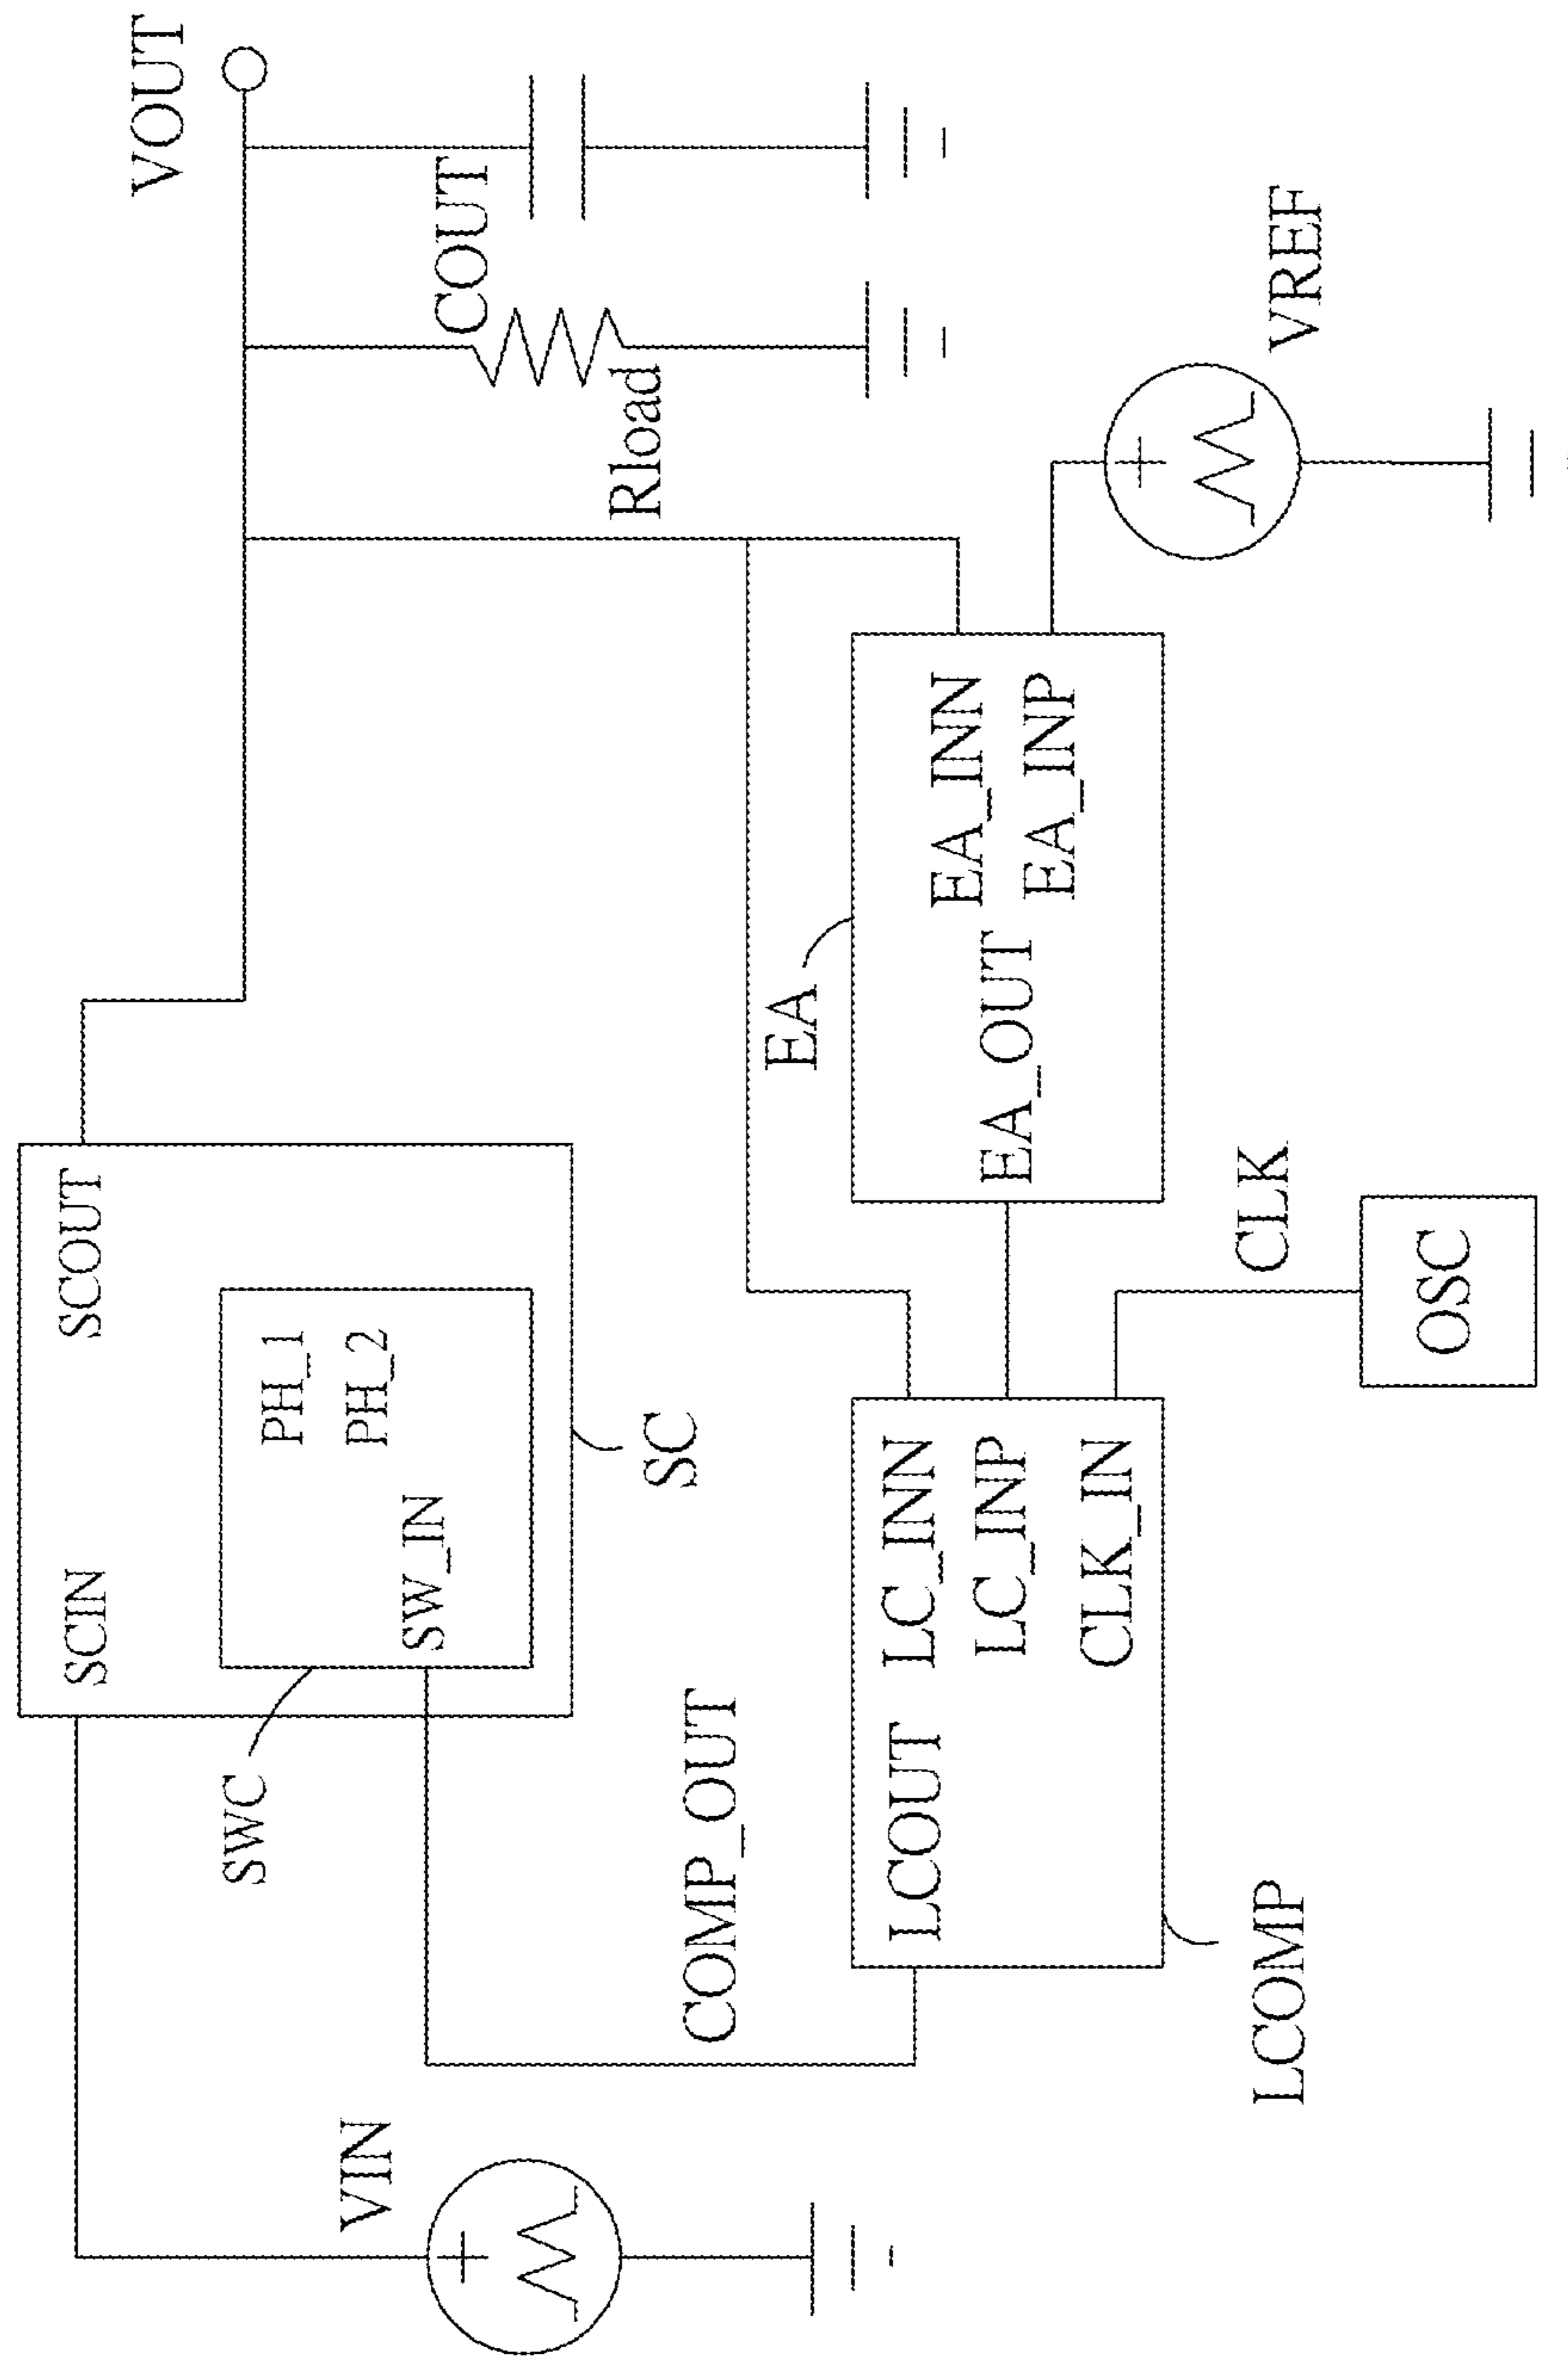 VOUT
SCIN
SCOUT
PH_1
PH_2
SWC
SW_IN
VIN
COUT
SC
Rload
COMP_OUT
EA
LCOUT
LC_INN
LC_INP
CLK_IN
EA_OUT
EA_INN
EA_INP
+
+
VREF
LCOMP
CLK
OSC